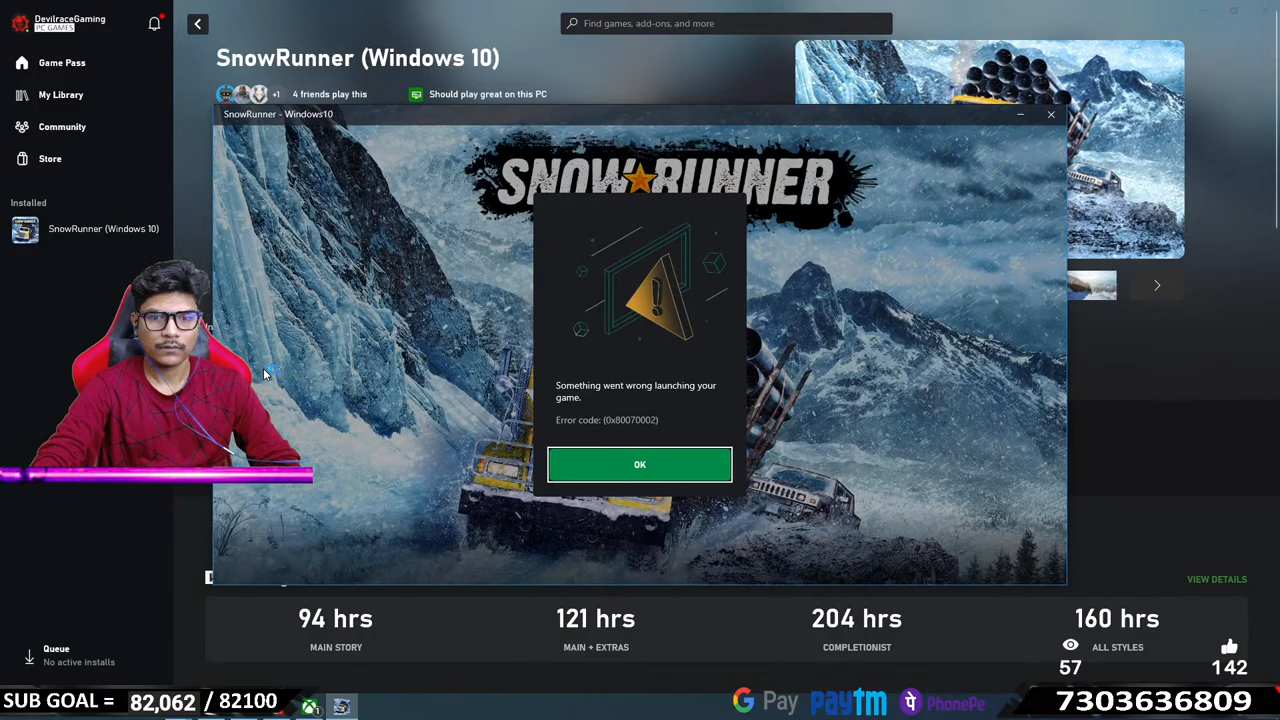 DevilraceGaming
PC GAMES
Find games, add-ons, and more
Game Pass
My Library
Community
Store
Installed
SnowRunner (Windows 10)
SnowRunner (Windows 10)
+1
4 friends play this
Should play great on this PC
SnowRunner - Windows10
SNOWRUNNER
Something went wrong launching your
game.
Error code: (0x80070002)
OK
VIEW DETAILS
94 hrs
121 hrs
204 hrs
160 hrs
MAIN STORY
MAIN + EXTRAS
COMPLETIONIST
ALL STYLES
Queue
No active installs
57
142
SUB GOAL = 82,062 / 82100
G Pay
paytm
PhonePe
7303636809